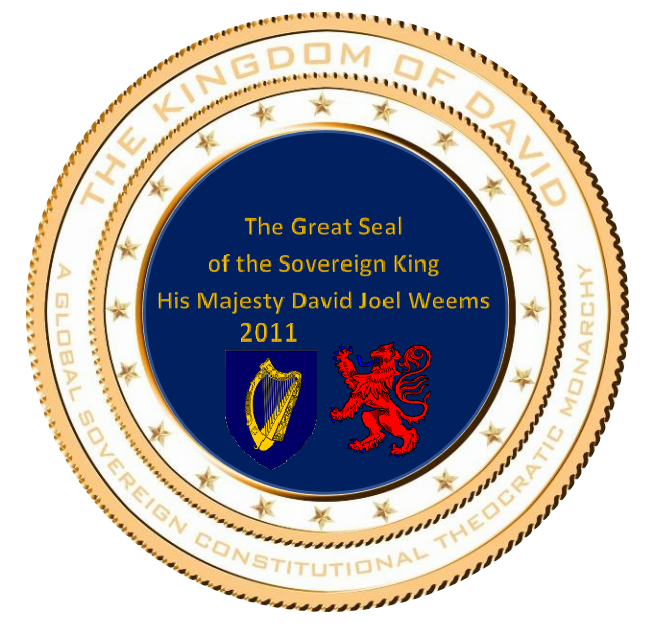 THE KINGDOM OF DAVID
The Great Seal
of the Sovereign King
His Majesty David Joel Weems
2011
A GLOBAL SOVEREIGN CONSTITUTIONAL THEOCRATIC MONARCHY